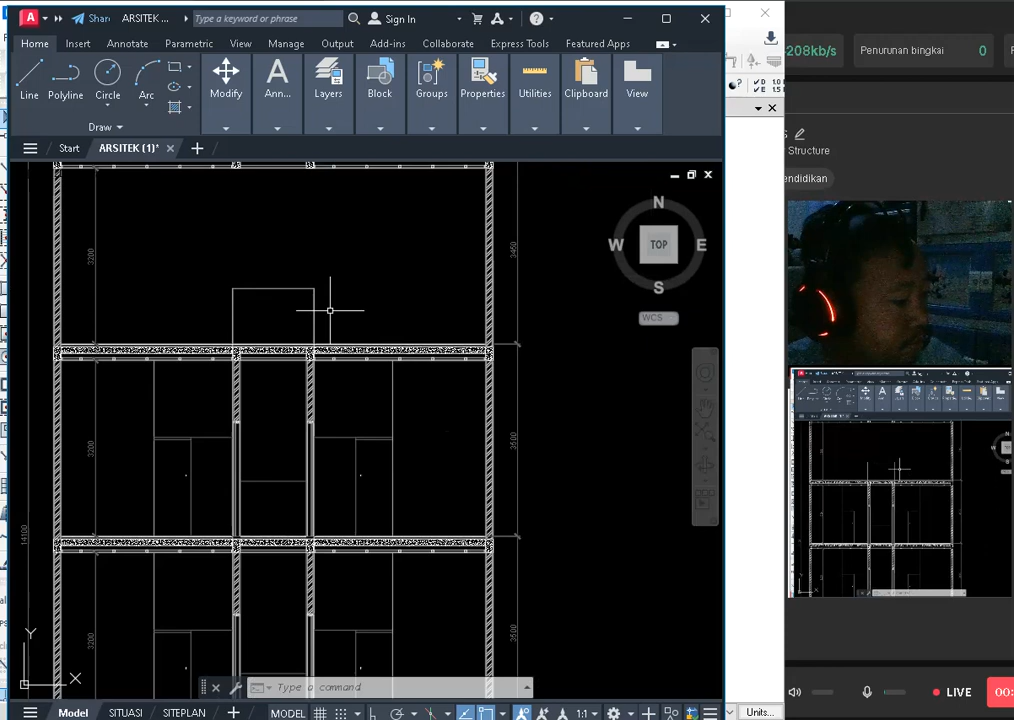 Shar
ARSITEK ...
Type a keyword or phrase
Sign In
Home
Insert
Annotate
Parametric
View
Manage
Output
Add-ins
Collaborate
Express Tools
Featured Apps
Line
Polyline
Circle
Arc
Modify
Ann...
Layers
Block
Groups
Properties
Utilities
Clipboard
View
Draw
Start
ARSITEK (1)*
N
W
TOP
E
S
WCS
3200
3450
3200
3500
14100
3200
3500
Y
X
Type a command
Model
SITUASI
SITEPLAN
MODEL
1:1
Units...
208kb/s
Penurunan bingkai
0
Structure
endidikan
LIVE
00: